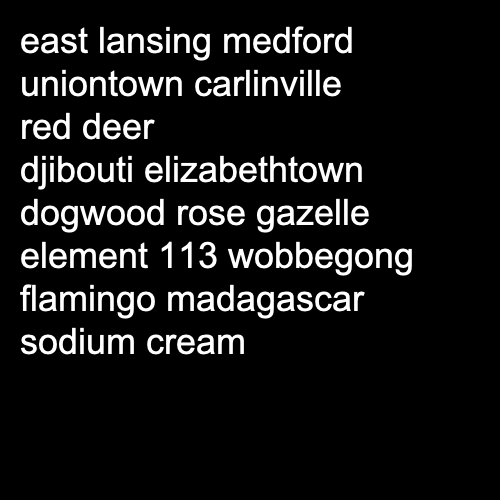 east lansing medford
uniontown carlinville
red deer
djibouti elizabethtown
dogwood rose gazelle
element 113 wobbegong
flamingo madagascar
sodium cream